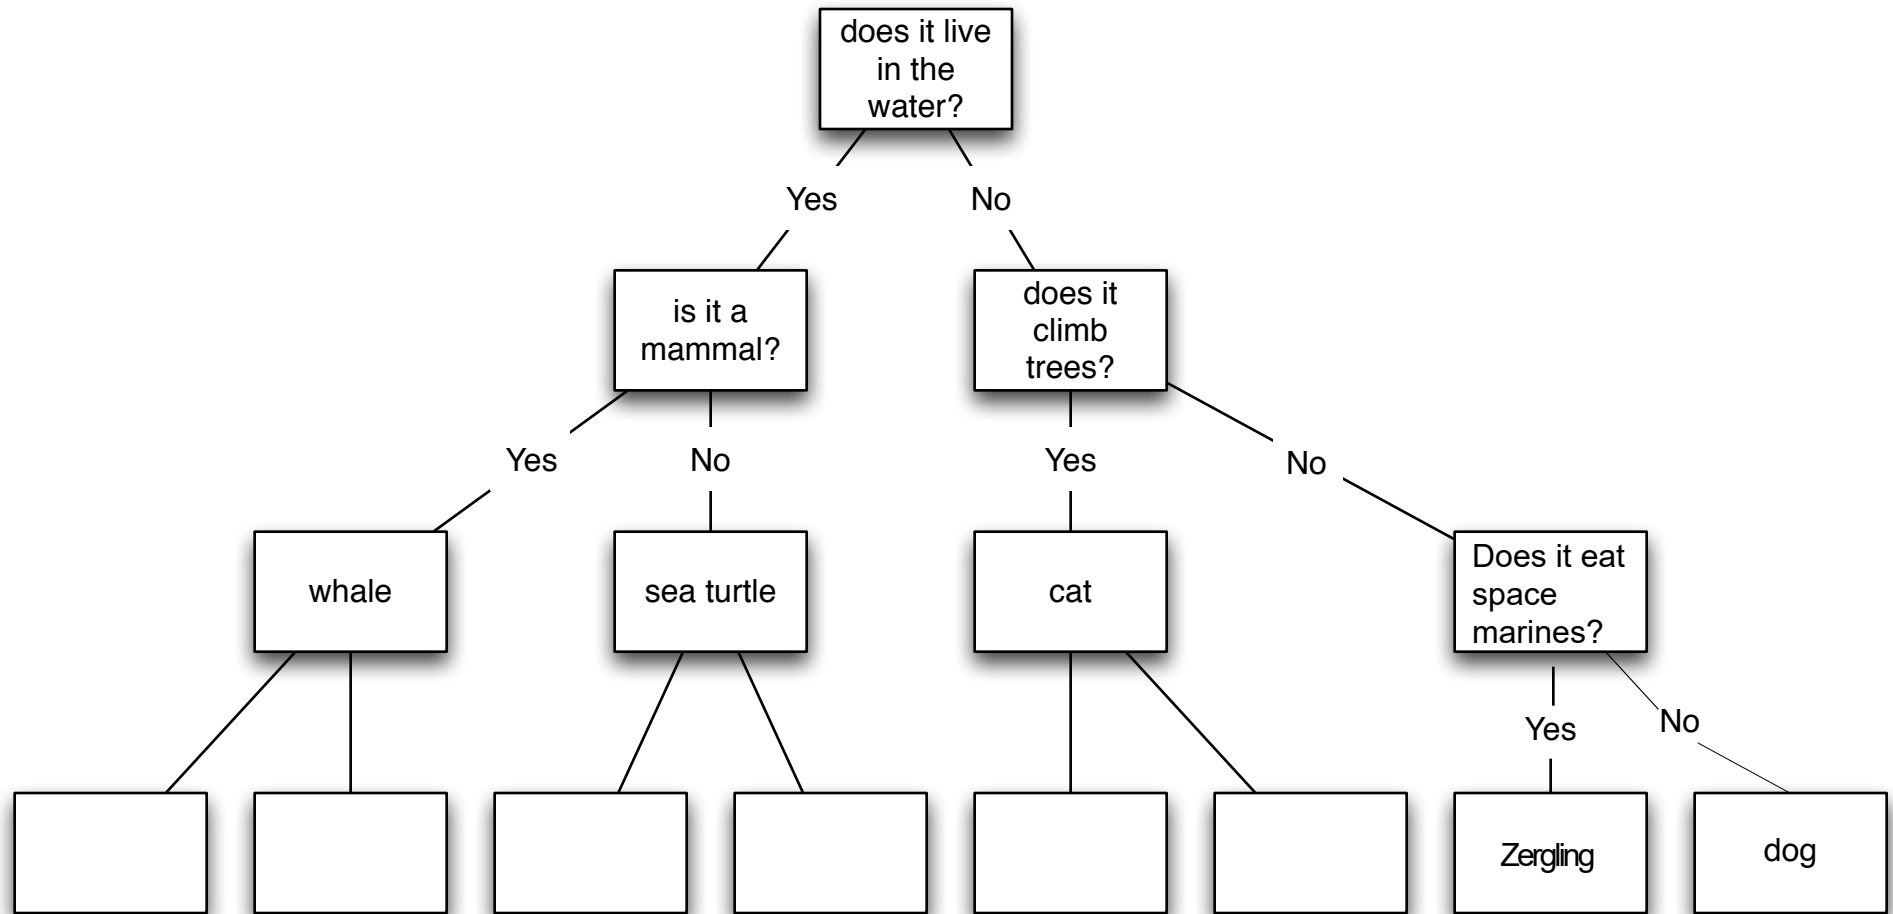 does it live
in the
water?
Yes
No
is it a
mammal?
does it
climb
trees?
Yes
No
Yes
No
whale
sea turtle
cat
Does it eat
space
marines?
Yes
No
Zergling
dog